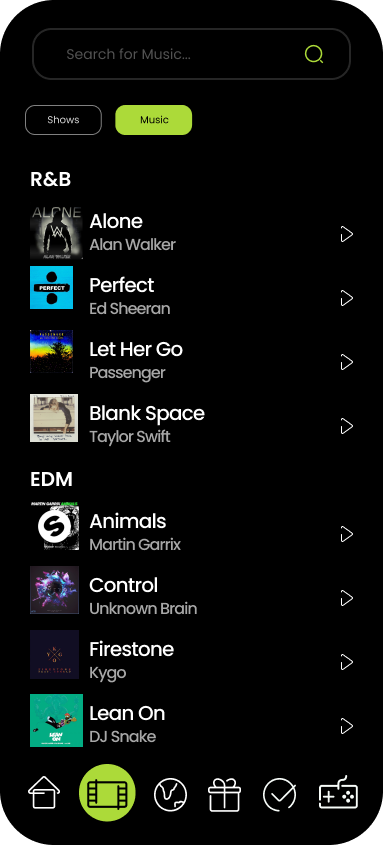 Search for Music...
Shows
Music
R&B
ALONE
ALAN WALKER
Alone
Alan Walker
PERFECT
Perfect
Ed Sheeran
PASSENGER
Let Her Go
Passenger
Blank Space
Taylor Swift
EDM
MARTIN GARRIX ANIMALS
Animals
Martin Garrix
Control
Unknown Brain
Firestone
Kygo
LEAN ON
Lean On
DJ Snake